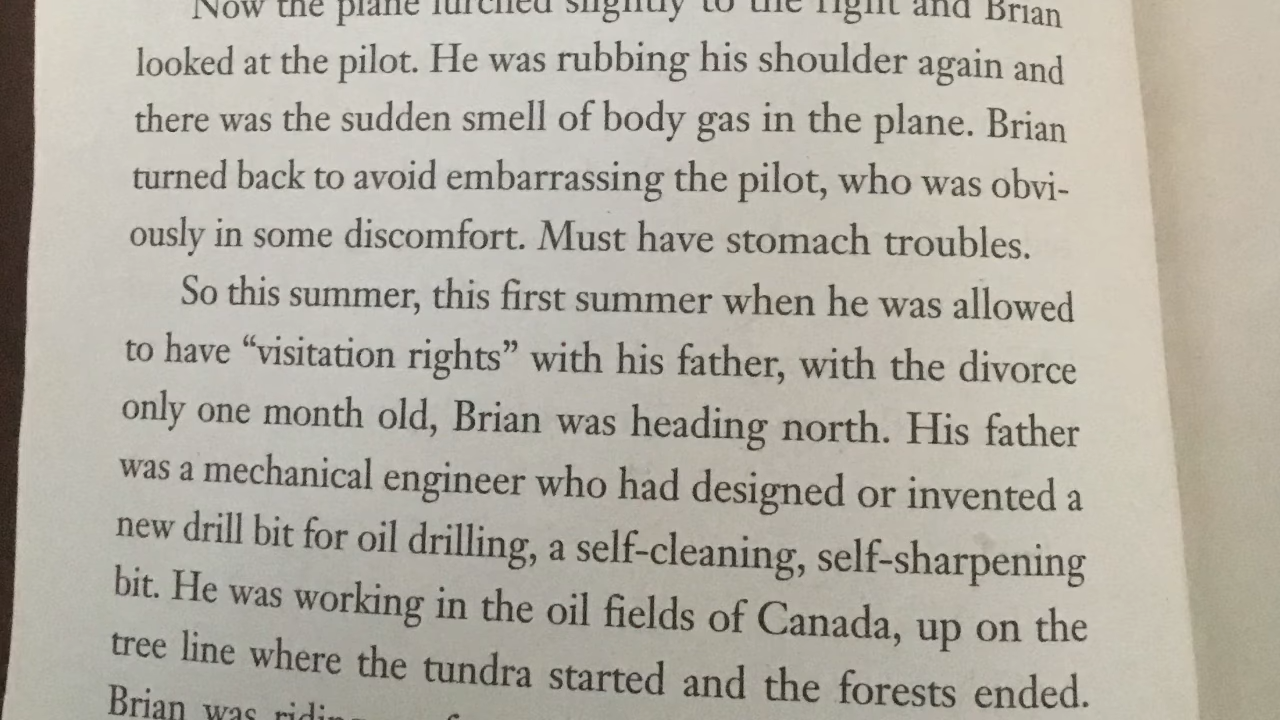 Now the plane lurched slightly to the right and Brian
looked at the pilot. He was rubbing his shoulder again and
there was the sudden smell of body gas in the plane. Brian
turned back to avoid embarrassing the pilot, who was obvi-
ously in some discomfort. Must have stomach troubles.
So this summer, this first summer when he was allowed
to have “visitation rights” with his father, with the divorce
only one month old, Brian was heading north. His father
was a mechanical engineer who had designed or invented a
new drill bit for oil drilling, a self-cleaning, self-sharpening
bit. He was working in the oil fields of Canada, up on the
tree line where the tundra started and the forests ended.
Brian was